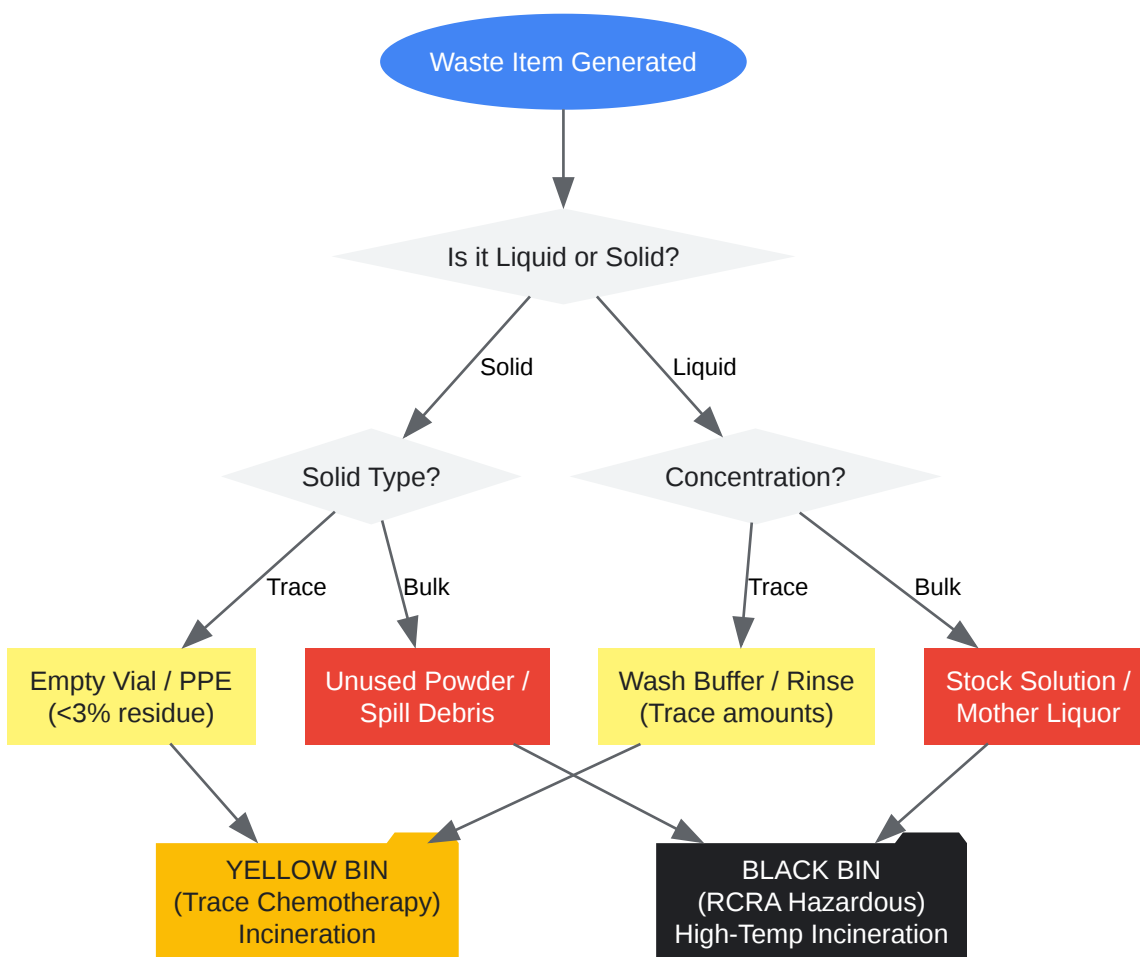 Waste Item Generated
Is it Liquid or Solid?
Solid
Liquid
Solid Type?
Concentration?
Trace
Bulk
Trace
Bulk
Empty Vial / PPE
(<3% residue)
Unused Powder /
Spill Debris
Wash Buffer / Rinse
(Trace amounts)
Stock Solution /
Mother Liquor
YELLOW BIN
(Trace Chemotherapy)
Incineration
BLACK BIN
(RCRA Hazardous)
High-Temp Incineration